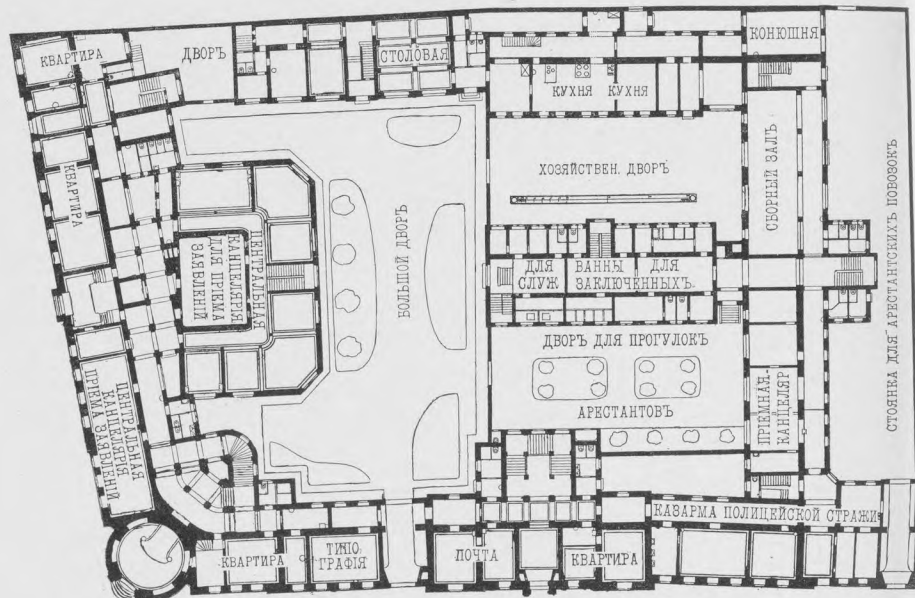 КВАРТИРА
ДВОРЪ
СТОЛОВАЯ
КОНЮШНЯ
КУХНЯ КУХНЯ
КВАРТИРА
ЦЕНТРАЛЬНАЯ
КАНЦЕЛЯРІЯ
ДЛЯ ПРІЕМА
ЗАЯВЛЕНІЙ
БОЛЬШОЙ ДВОРЪ
ХОЗЯЙСТВЕН. ДВОРЪ
СБОРНЫЙ ЗАЛЪ
СТОЯНКА ДЛЯ АРЕСТАНТСКИХЪ ПОВОЗОКЪ
ДЛЯ
СЛУЖ
ВАННЫ ДЛЯ
ЗАКЛЮЧЕННЫХЪ
ДВОРЪ ДЛЯ ПРОГУЛОК
АРЕСТАНТОВЪ
ПРІЕМНАЯ-
КАНЦЕЛЯР
ЦЕНТРАЛЬНАЯ
КАНЦЕЛЯРІЯ
ПРІЕМА ЗАЯВЛЕНІЙ
КАЗАРМА ПОЛИЦЕЙСКОЙ СТРАЖИ
КВАРТИРА
ТИПО
ГРАФІЯ
ПОЧТА
КВАРТИРА